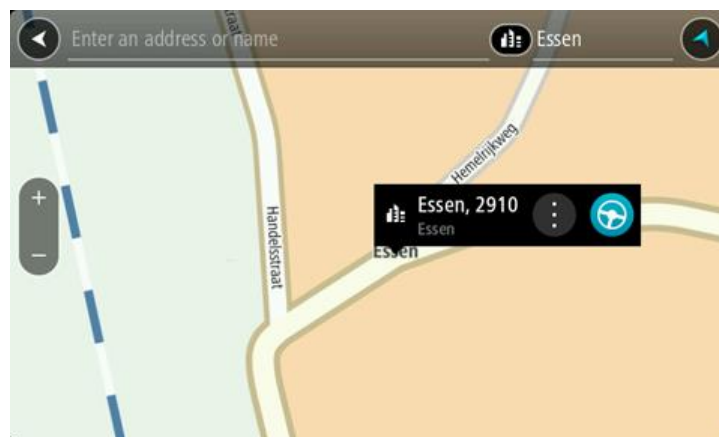 Enter an address or name
Essen
Hemelrijkweg
Essen, 2910
Essen
Essen
Handelsstraat
+
−